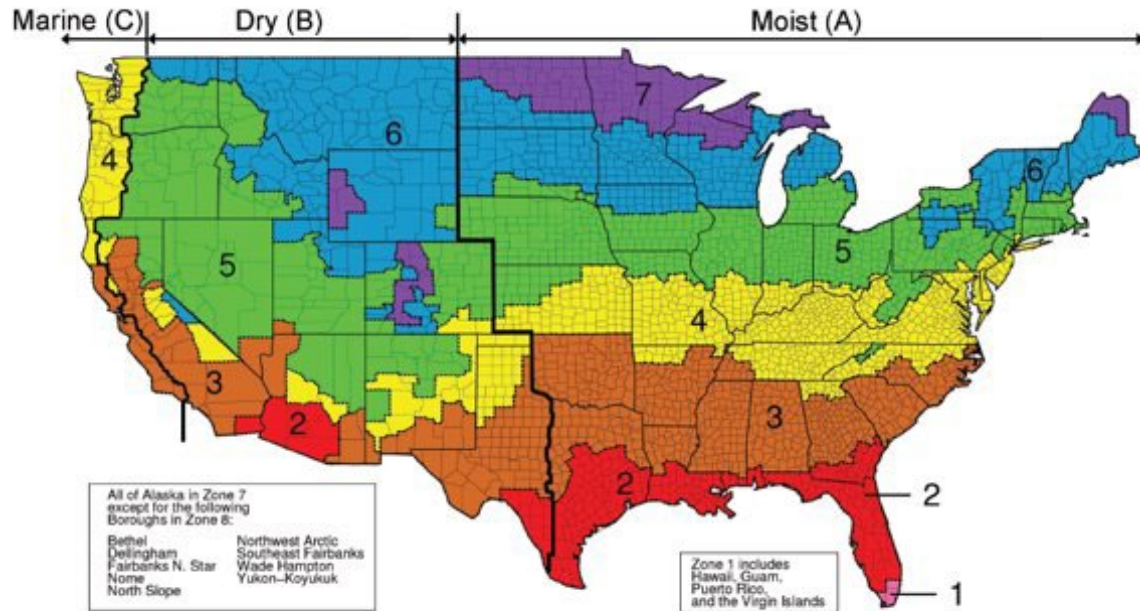 Marine (C) Dry (B) Moist (A)
7
6
4
6
5
5
4
3
3
2
2
2
1
All of Alaska in Zone 7
except for the following
Boroughs in Zone 8:
Bethel Northwest Arctic
Dellingham Southeast Fairbanks
Fairbanks N. Star Wade Hampton
Nome Yukon-Koyukuk
North Slope
Zone 1 includes
Hawaii, Guam,
Puerto Rico,
and the Virgin Islands